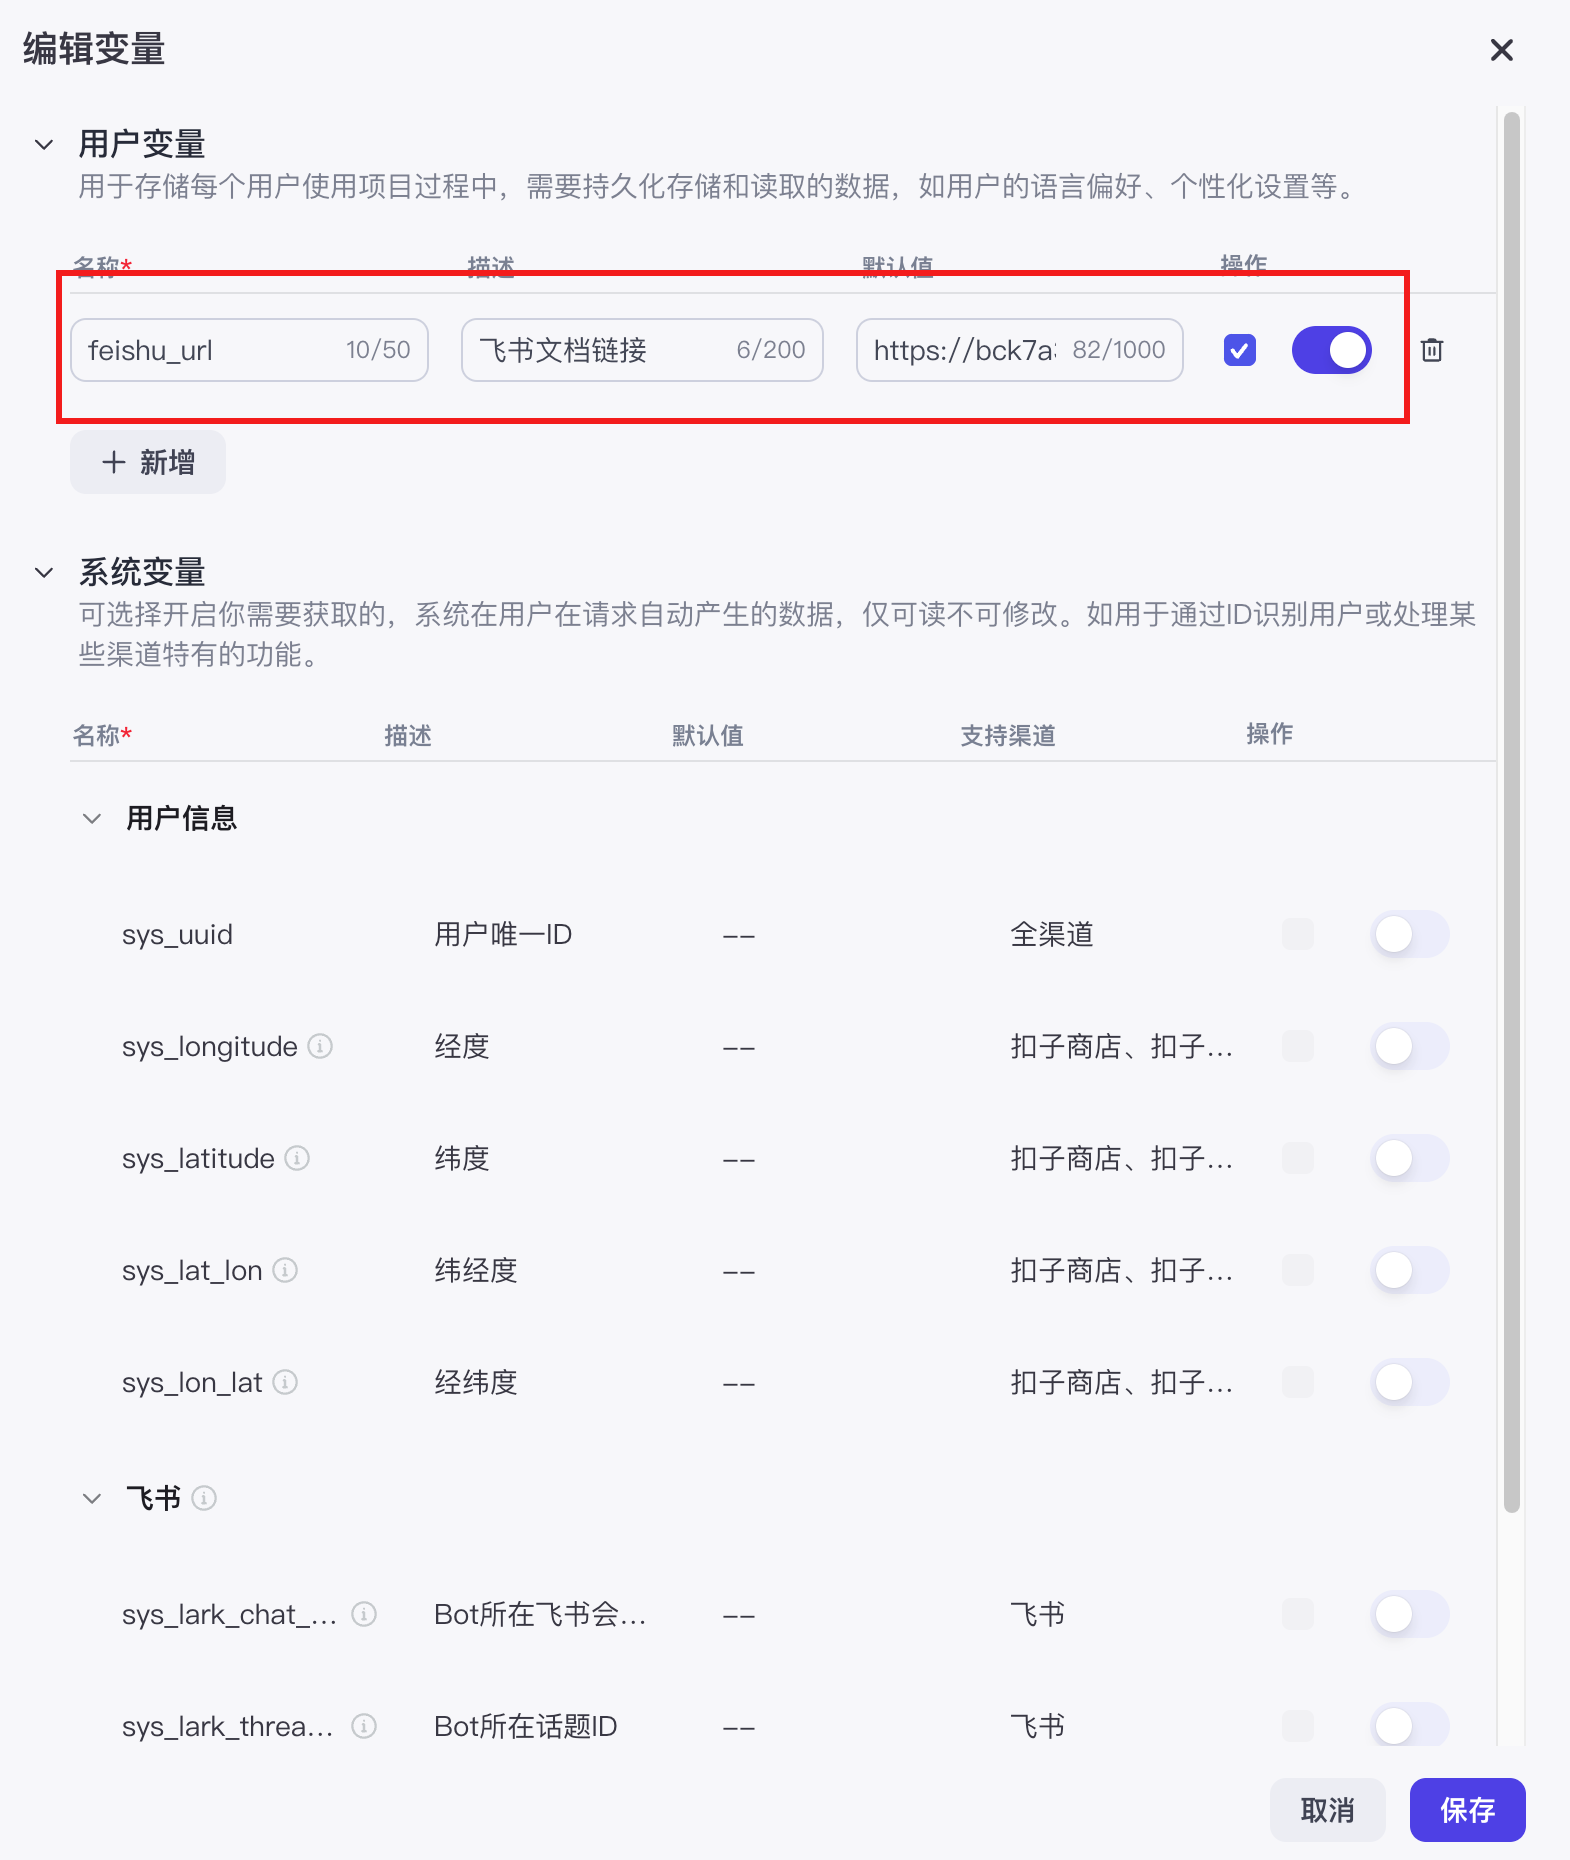 编辑变量
用户变量
用于存储每个用户使用项目过程中，需要持久化存储和读取的数据，如用户的语言偏好、个性化设置等。
名称* 描述 默认值 操作
feishu_url 10/50 飞书文档链接 6/200 https://bck7a 82/1000
新增
系统变量
可选择开启你需要获取的，系统在用户在请求自动产生的数据，仅可读不可修改。如用于通过ID识别用户或处理某
些渠道特有的功能。
名称* 描述 默认值 支持渠道 操作
用户信息
sys_uuid 用户唯一ID -- 全渠道
sys_longitude 经度 -- 扣子商店、扣子...
sys_latitude 纬度 -- 扣子商店、扣子...
sys_lat_lon 纬经度 -- 扣子商店、扣子...
sys_lon_lat 经纬度 -- 扣子商店、扣子...
飞书
sys_lark_chat_... Bot所在飞书会... -- 飞书
sys_lark_threa... Bot所在话题ID -- 飞书
取消 保存